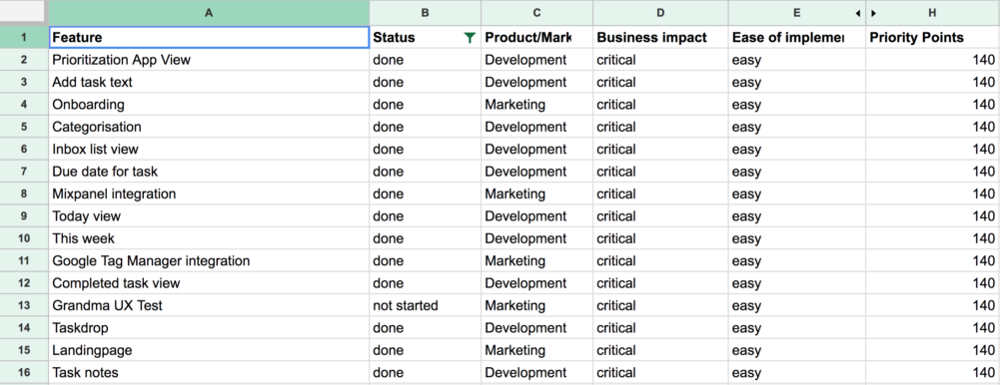 A B C D E H
1 Feature Status Product/Mark Business impact Ease of implemer Priority Points
2 Prioritization App View done Development critical easy 140
3 Add task text done Development critical easy 140
4 Onboarding done Marketing critical easy 140
5 Categorisation done Development critical easy 140
6 Inbox list view done Development critical easy 140
7 Due date for task done Development critical easy 140
8 Mixpanel integration done Marketing critical easy 140
9 Today view done Development critical easy 140
10 This week done Development critical easy 140
11 Google Tag Manager integration done Marketing critical easy 140
12 Completed task view done Development critical easy 140
13 Grandma UX Test not started Marketing critical easy 140
14 Taskdrop done Development critical easy 140
15 Landingpage done Marketing critical easy 140
16 Task notes done Development critical easy 140